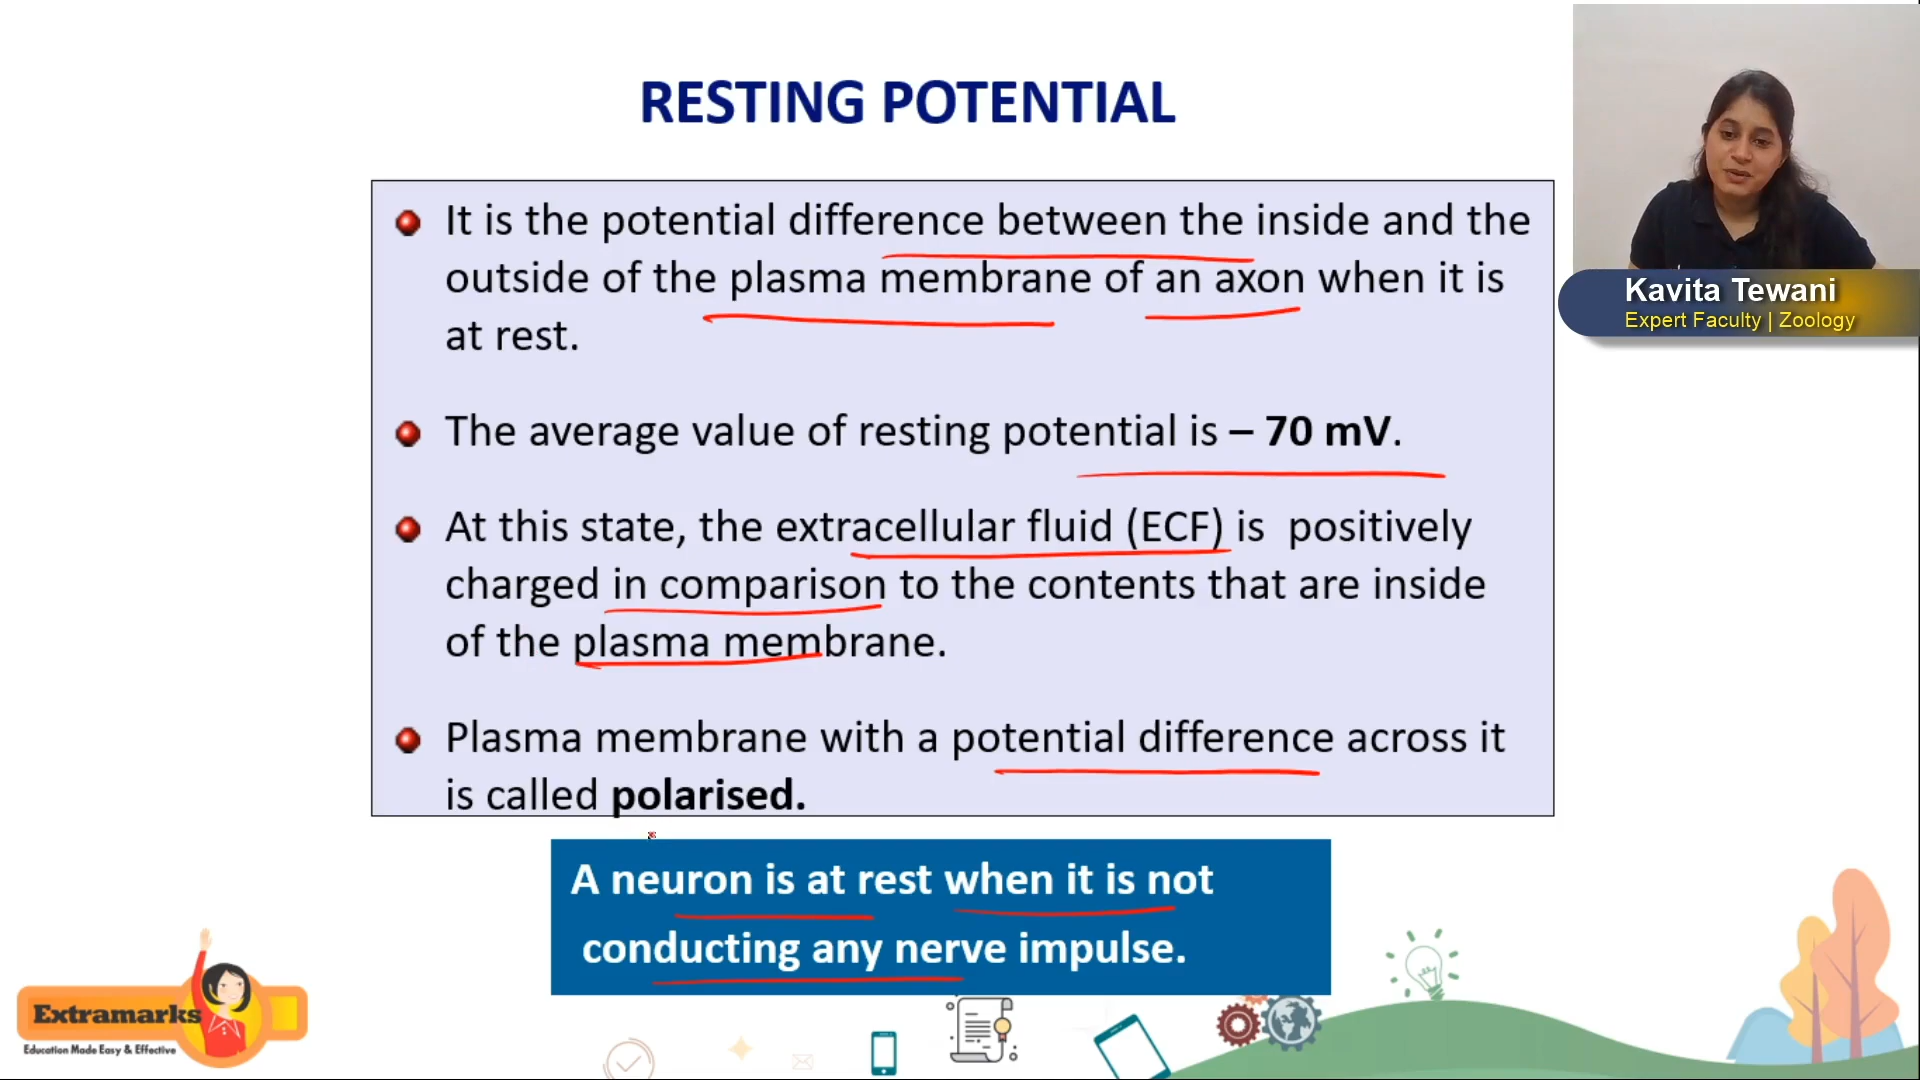 RESTING POTENTIAL
It is the potential difference between the inside and the
outside of the plasma membrane of an axon when it is
at rest.
The average value of resting potential is – 70 mV.
At this state, the extracellular fluid (ECF) is positively
charged in comparison to the contents that are inside
of the plasma membrane.
Plasma membrane with a potential difference across it
is called polarised.
A neuron is at rest when it is not
conducting any nerve impulse.
Kavita Tewani
Expert Faculty | Zoology
Extramarks
Education Made Easy & Effective